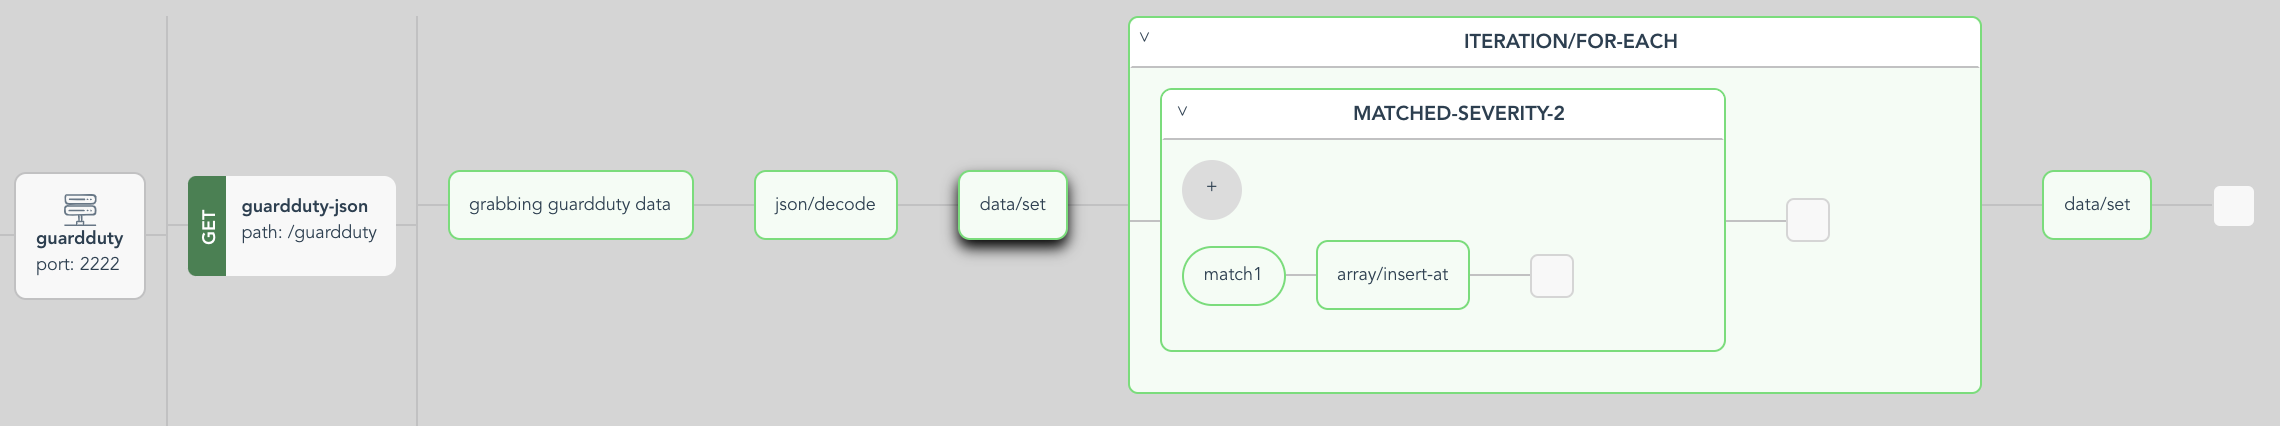 guardduty
port: 2222
GET
guardduty-json
path: /guardduty
grabbing guardduty data
json/decode
data/set
ITERATION/FOR-EACH
MATCHED-SEVERITY-2
+
match1
array/insert-at
data/set